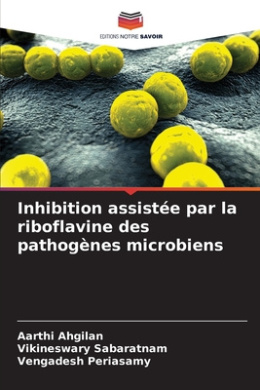 EDITIONS NOTRE SAVOIR
Inhibition assistée par la
riboflavine des
pathogènes microbiens
Aarthi Ahgilan
Vikineswary Sabaratnam
Vengadesh Periasamy